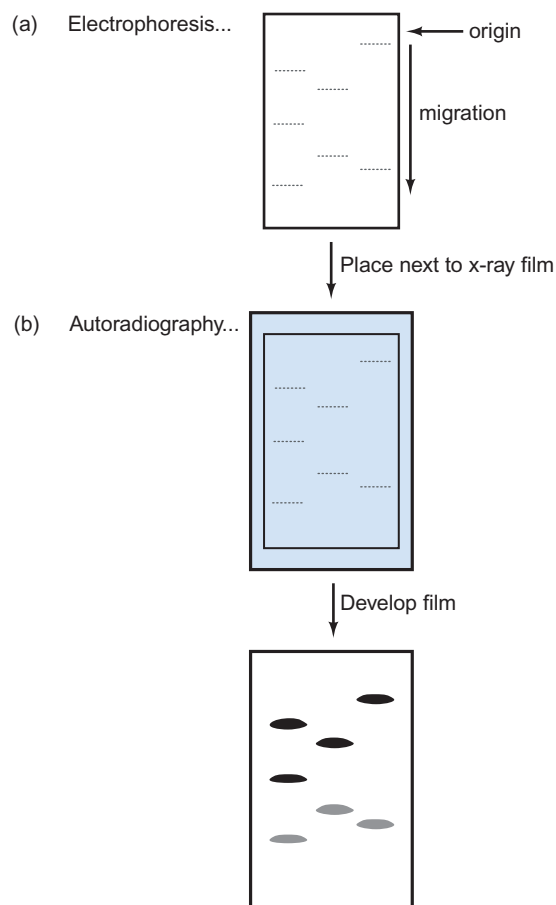 (a) Electrophoresis...
origin
migration
Place next to x-ray film
(b) Autoradiography...
Develop film